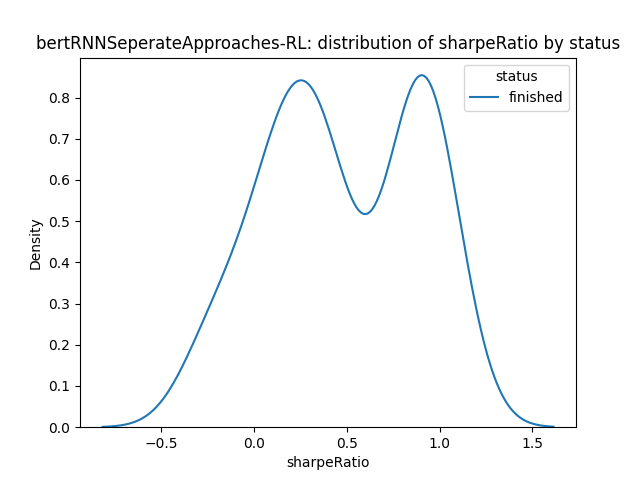 bertRNNSeperateApproaches-RL: distribution of sharpeRatio by status
status
finished
0.8
0.7
0.6
0.5
0.4
0.3
0.2
0.1
0.0
Density
−0.5
0.0
0.5
1.0
1.5
sharpeRatio